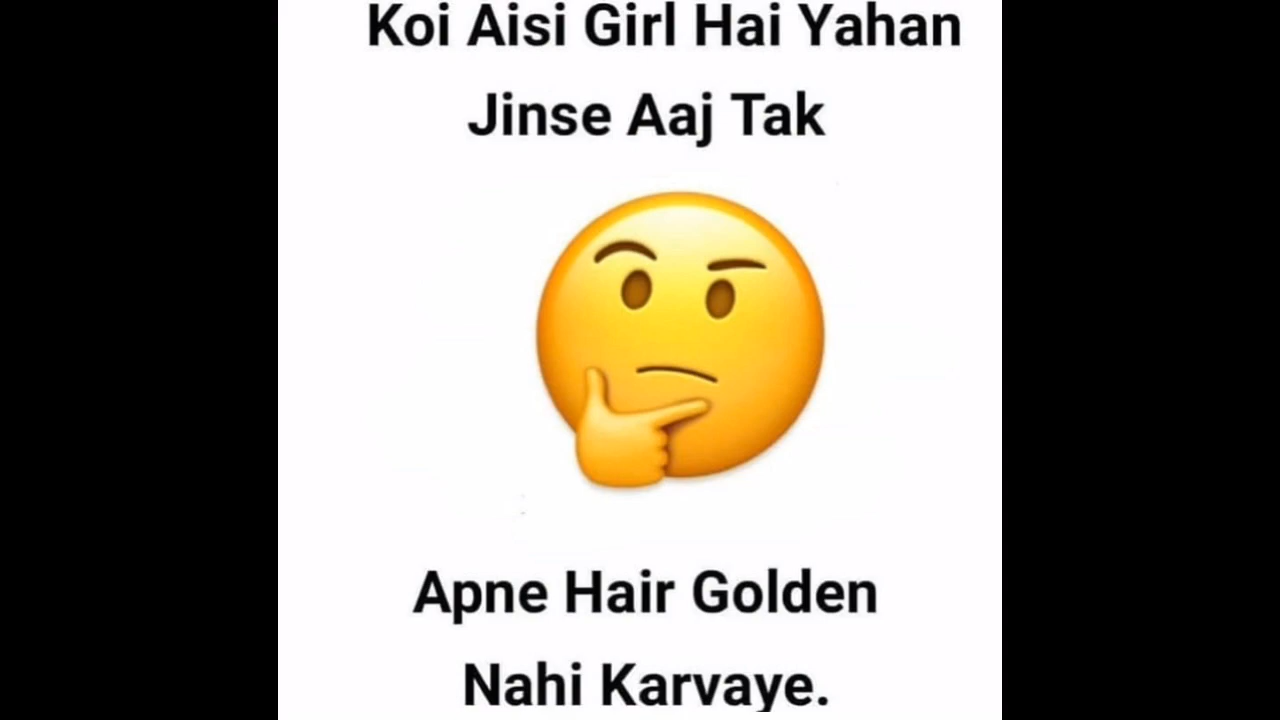 Koi Aisi Girl Hai Yahan
Jinse Aaj Tak
Apne Hair Golden
Nahi Karvaye.